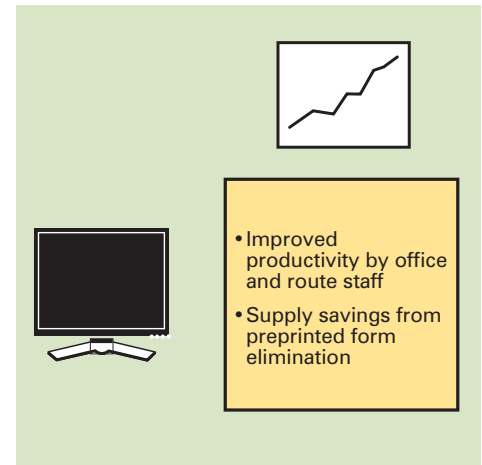 •Improved
productivity by office
and route staff
•Supply savings from
preprinted form
elimination